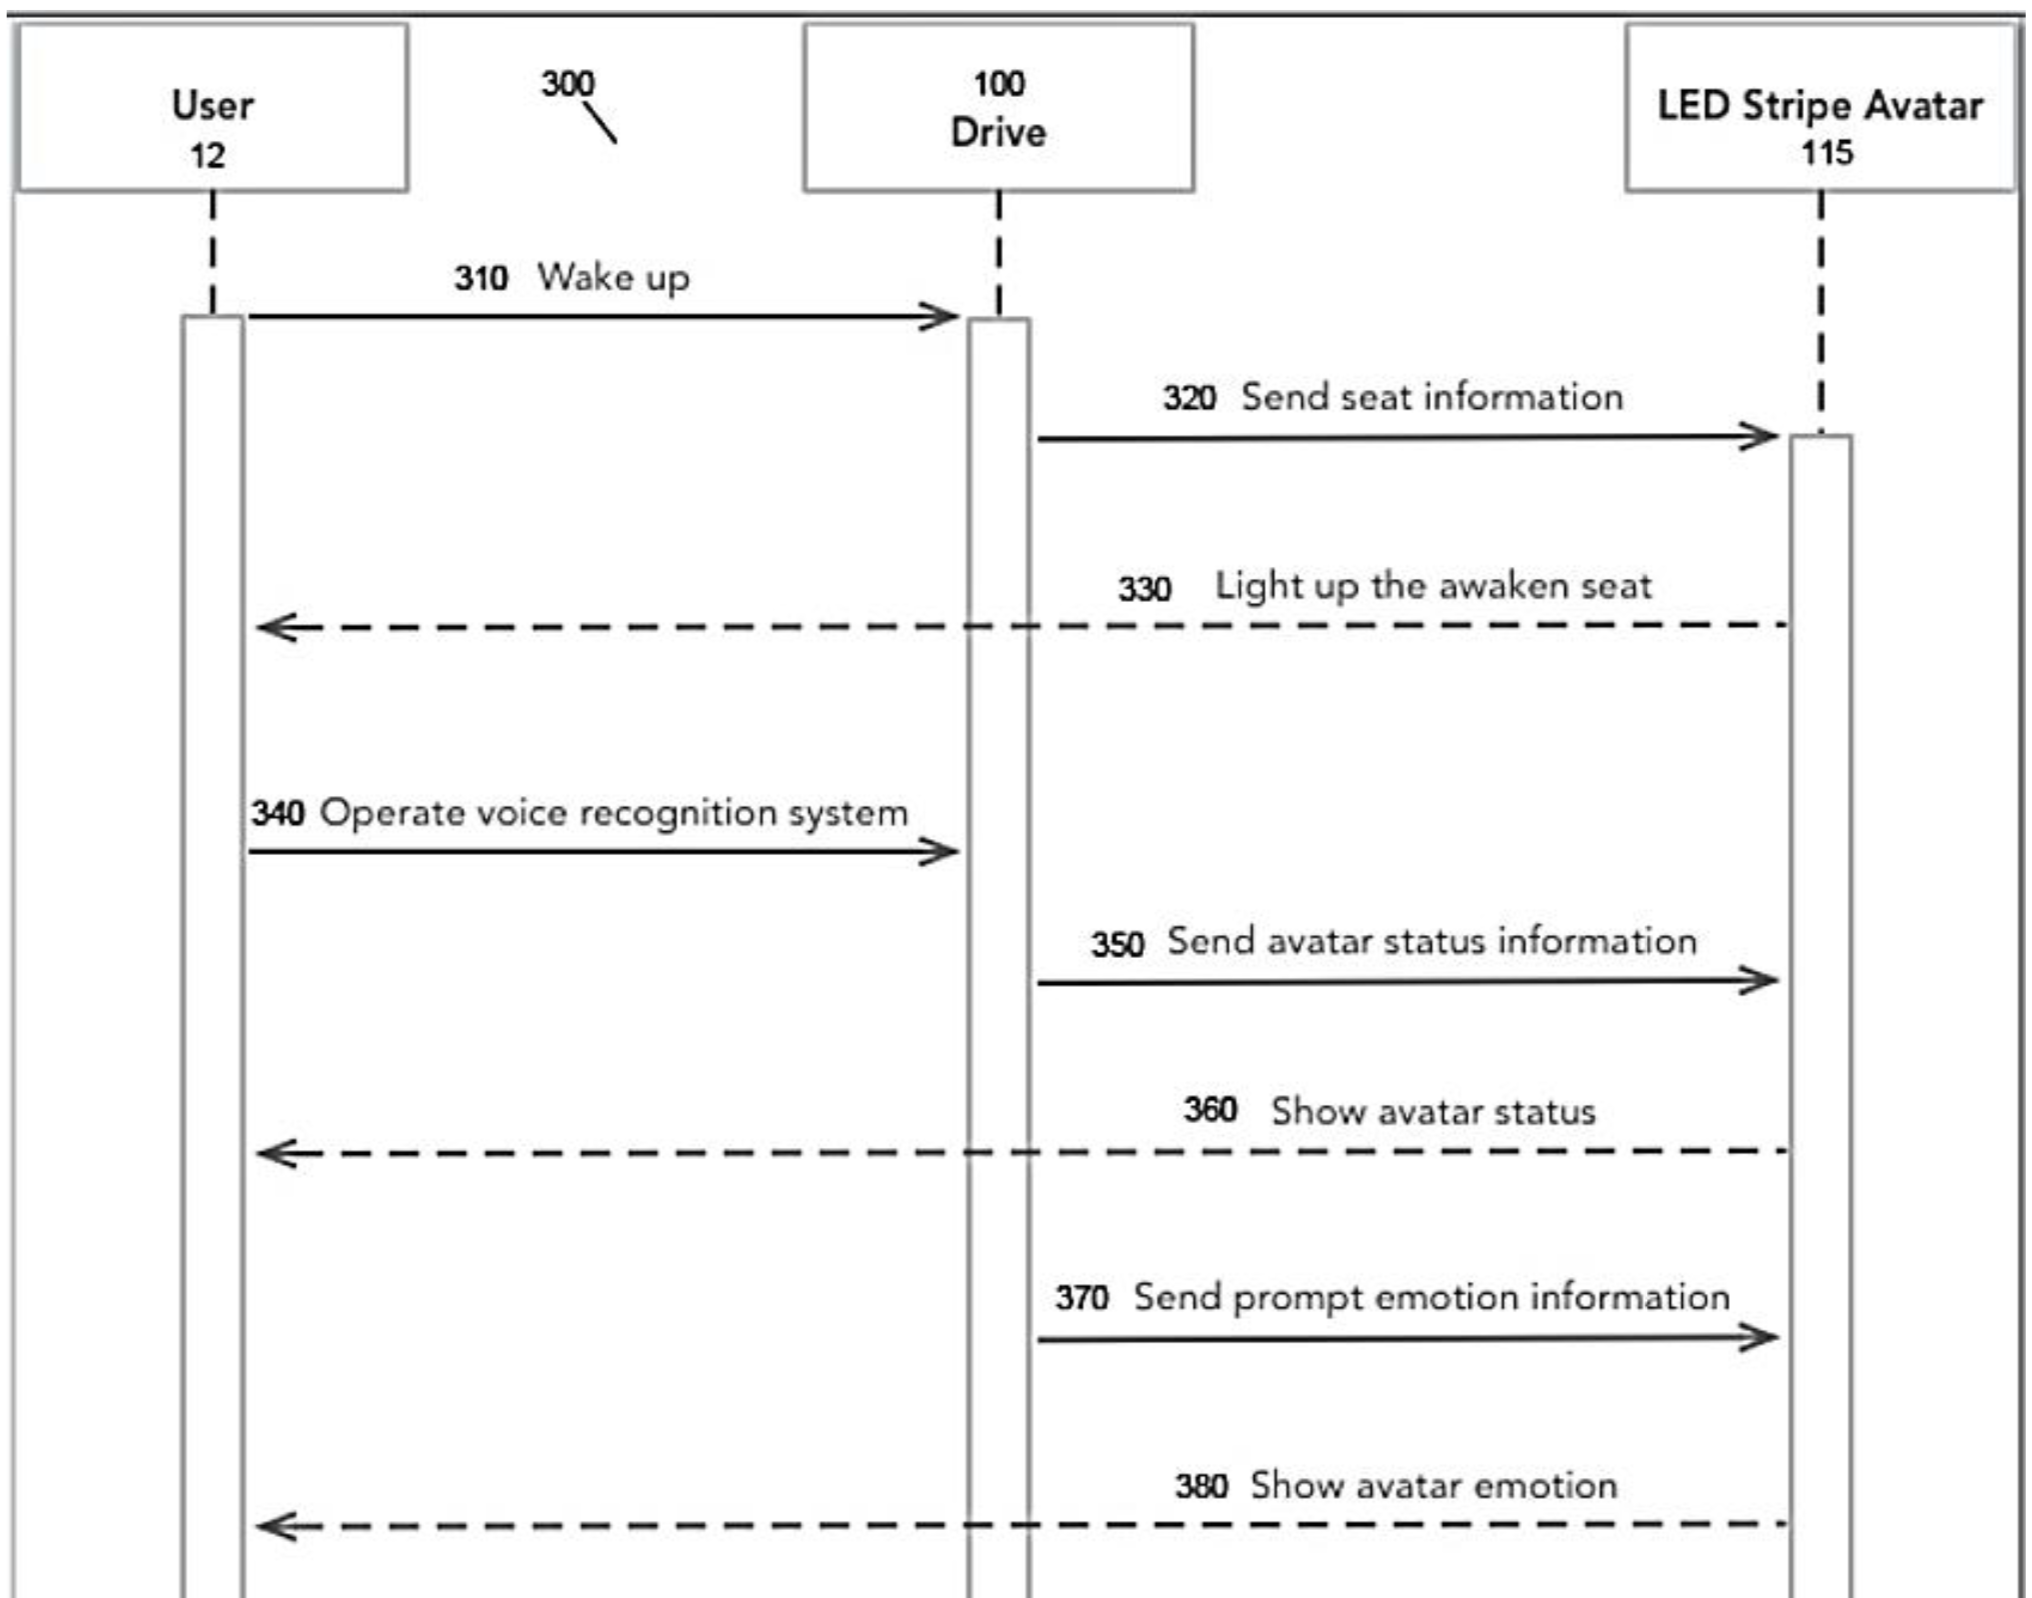 User
12
300
100
Drive
LED Stripe Avatar
115
310 Wake up
320 Send seat information
330 Light up the awaken seat
340 Operate voice recognition system
350 Send avatar status information
360 Show avatar status
370 Send prompt emotion information
380 Show avatar emotion